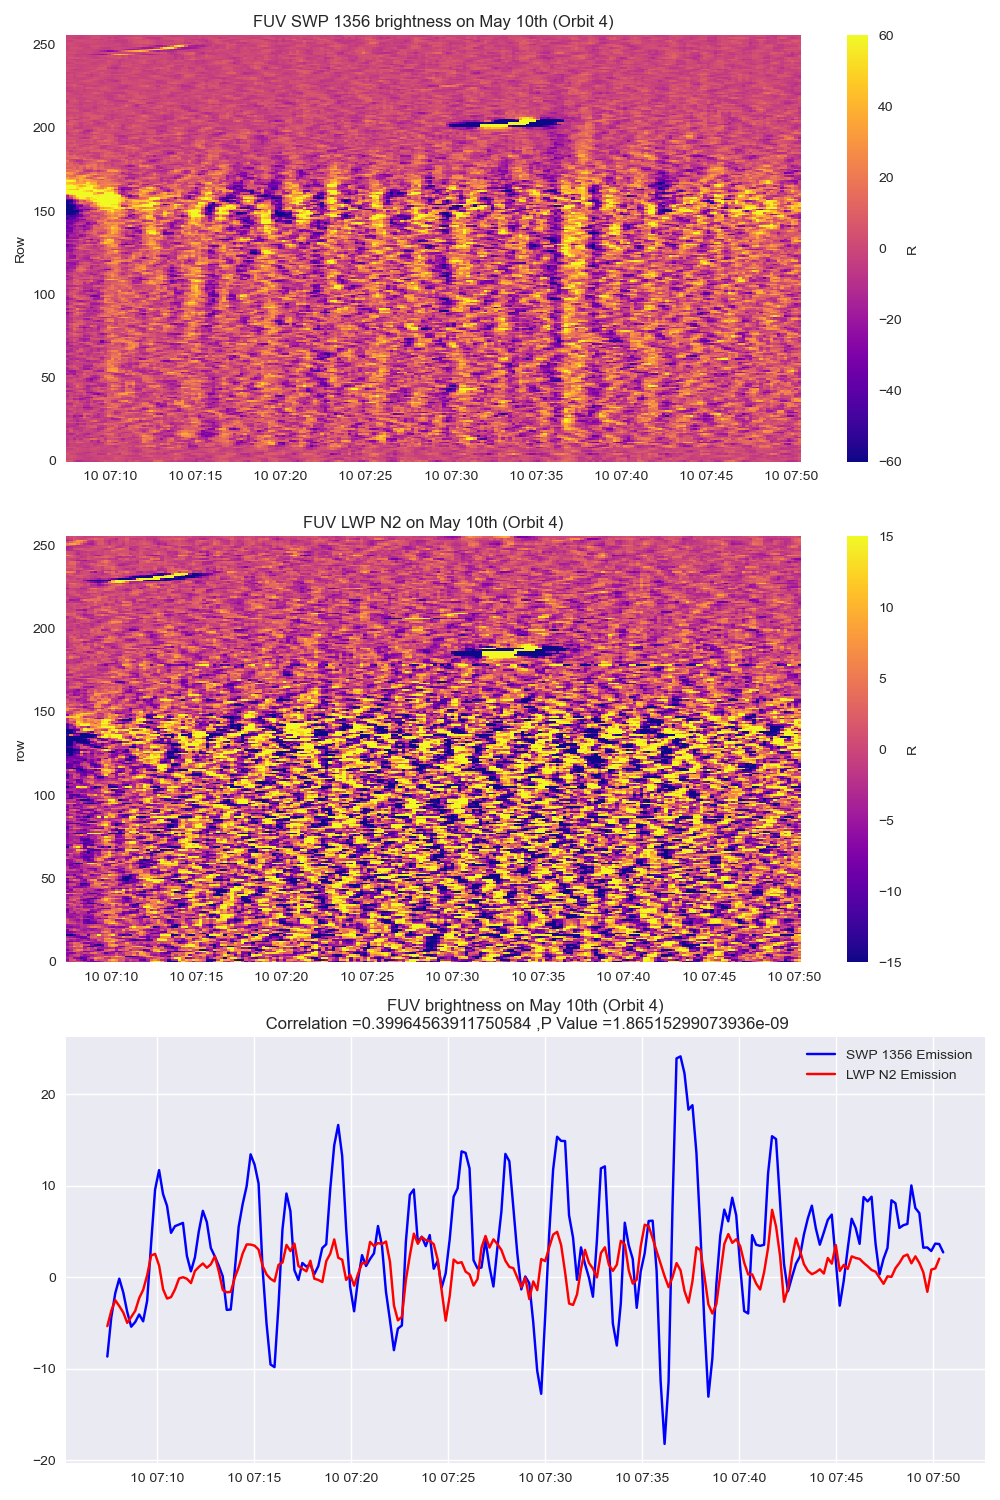 FUV SWP 1356 brightness on May 10th (Orbit 4)
250
200
150
100
50
0
Row
10 07:10 10 07:15 10 07:20 10 07:25 10 07:30 10 07:35 10 07:40 10 07:45 10 07:50
60
40
20
0
−20
−40
−60
R
FUV LWP N2 on May 10th (Orbit 4)
250
200
150
100
50
0
row
10 07:10 10 07:15 10 07:20 10 07:25 10 07:30 10 07:35 10 07:40 10 07:45 10 07:50
15
10
5
0
−5
−10
−15
R
FUV brightness on May 10th (Orbit 4)
Correlation =0.39964563911750584 ,P Value =1.86515299073936e-09
SWP 1356 Emission
LWP N2 Emission
20
10
0
−10
−20
10 07:10 10 07:15 10 07:20 10 07:25 10 07:30 10 07:35 10 07:40 10 07:45 10 07:50